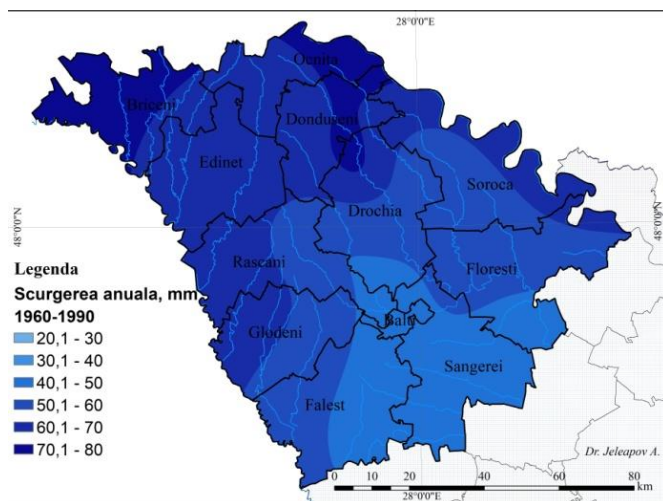 28°0'0"E
Ocnita
Briceni
Donduseni
Edinet
Soroca
Drochia
48°0'0"N
48°0'0"N
Rascani
Floresti
Legenda
Scurgerea anuala, mm
1960-1990
20,1 - 30
30,1 - 40
40,1 - 50
50,1 - 60
60,1 - 70
70,1 - 80
Glodeni
Balti
Sangerei
Falest
Dr. Jeleapov A.
0 10 20 40 60 80
km
28°0'0"E